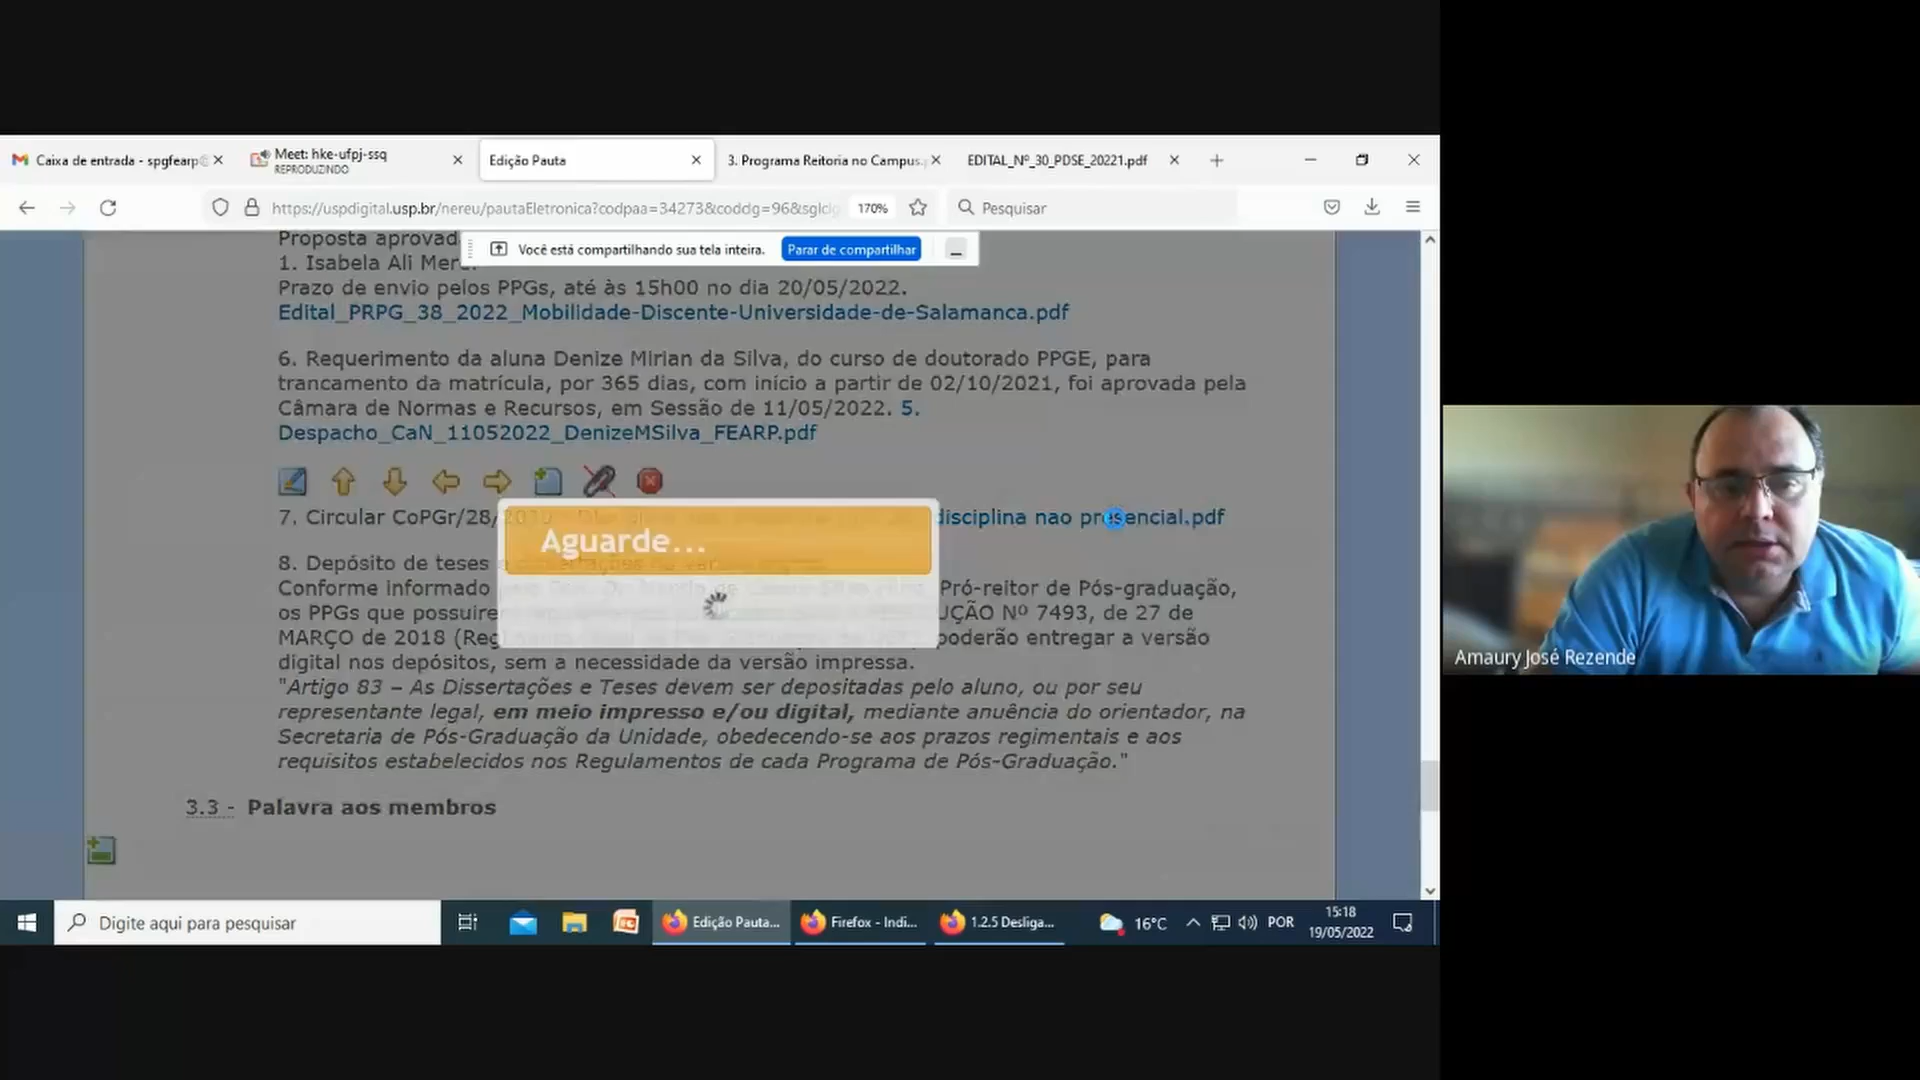 Caixa de entrada - spgfearp@
Meet: hke-ufpj-ssq
REPRODUZINDO
Edição Pauta
3. Programa Reitoria no Campus.p
EDITAL_Nº_30_PDSE_20221.pdf
https://uspdigital.usp.br/nereu/pautaEletronica?codpaa=34273&codclg=96&sglclg
170%
Pesquisar
Você está compartilhando sua tela inteira.
Parar de compartilhar
Proposta aprovad
1. Isabela Ali Mere
Prazo de envio pelos PPGs, até às 15h00 no dia 20/05/2022.
Edital_PRPG_38_2022_Mobilidade-Discente-Universidade-de-Salamanca.pdf
6. Requerimento da aluna Denize Mirian da Silva, do curso de doutorado PPGE, para
trancamento da matrícula, por 365 dias, com início a partir de 02/10/2021, foi aprovada pela
Câmara de Normas e Recursos, em Sessão de 11/05/2022. 5.
Despacho_CaN_11052022_DenizeMSilva_FEARP.pdf
7. Circular CoPGr/28/ disciplina nao presencial.pdf
Aguarde...
8. Depósito de teses
Conforme informado Pró-reitor de Pós-graduação,
os PPGs que possuire UÇÃO Nº 7493, de 27 de
MARÇO de 2018 (Reg poderão entregar a versão
digital nos depósitos, sem a necessidade da versão impressa.
"Artigo 83 – As Dissertações e Teses devem ser depositadas pelo aluno, ou por seu
representante legal, em meio impresso e/ou digital, mediante anuência do orientador, na
Secretaria de Pós-Graduação da Unidade, obedecendo-se aos prazos regimentais e aos
requisitos estabelecidos nos Regulamentos de cada Programa de Pós-Graduação."
3.3 - Palavra aos membros
Amaury José Rezende
Digite aqui para pesquisar
Edição Pauta...
Firefox - Indi...
1.2.5 Desliga...
16°C
POR
15:18
19/05/2022